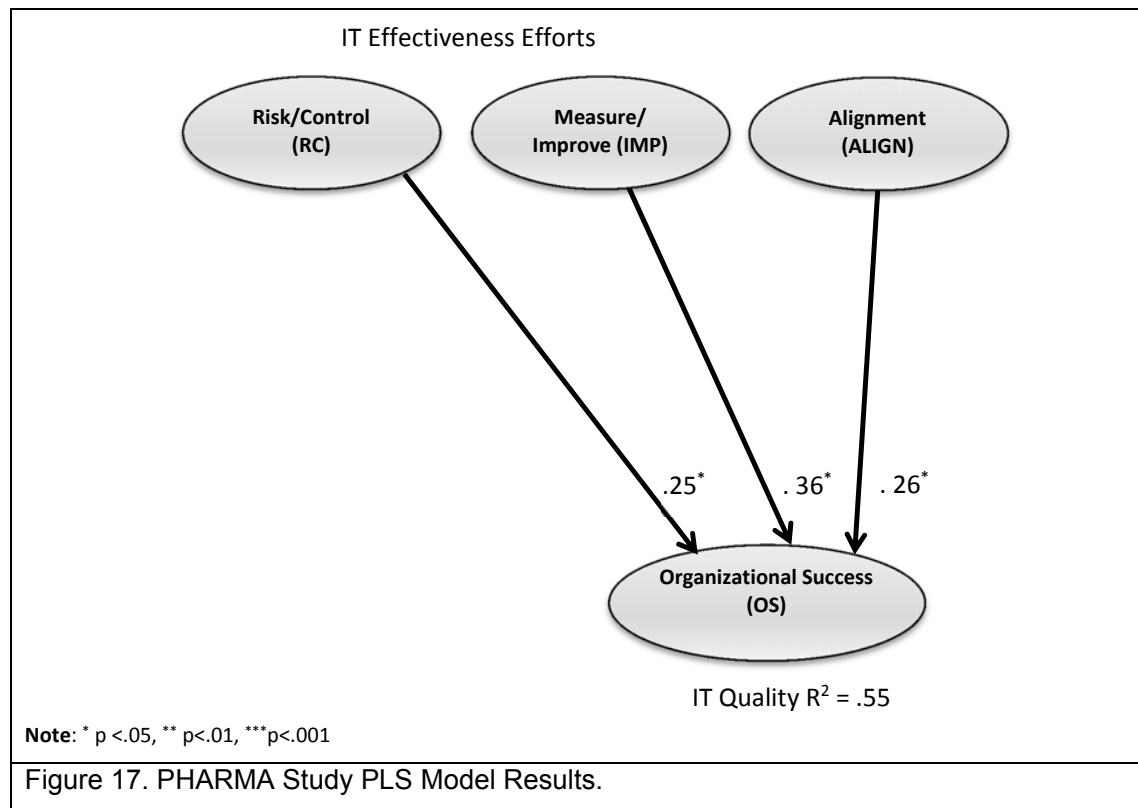 IT Effectiveness Efforts
Risk/Control
(RC)
Measure/
Improve (IMP)
Alignment
(ALIGN)
.25*
. 36*
. 26*
Organizational Success
(OS)
IT Quality R² = .55
Note: * p <.05, ** p<.01, ***p<.001
Figure 17. PHARMA Study PLS Model Results.